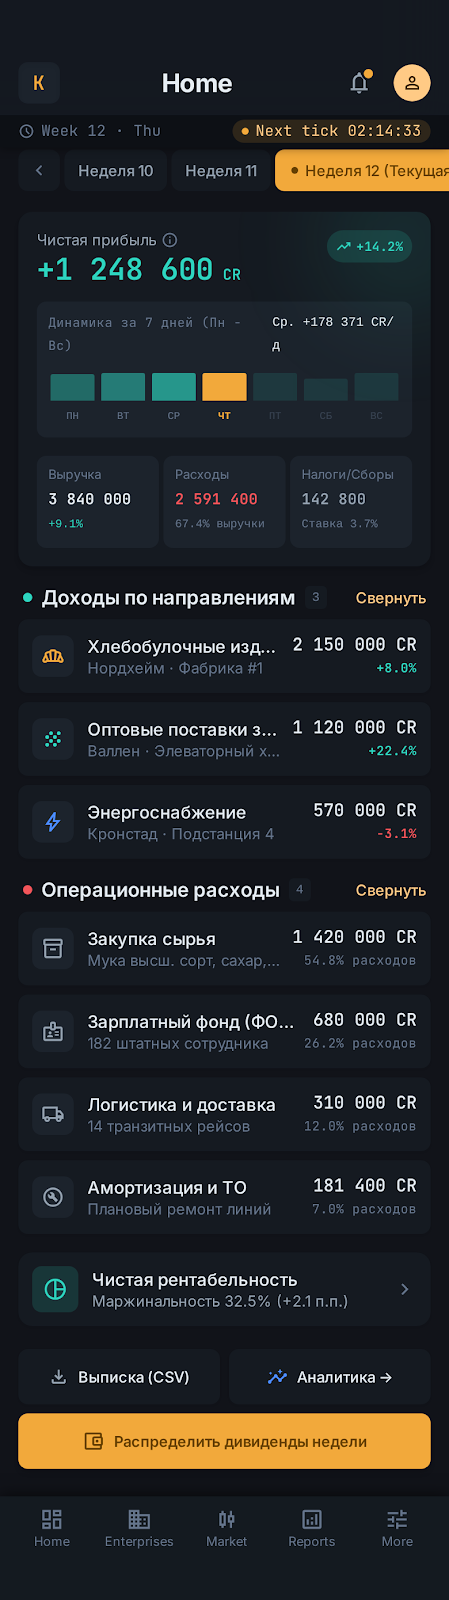 K
Home
Week 12 · Thu
Next tick 02:14:33
Неделя 10
Неделя 11
Неделя 12 (Текущая
Чистая прибыль
+1 248 600 CR
+14.2%
Динамика за 7 дней (Пн -
Вс)
Ср. +178 371 CR/
д
ПН
ВТ
СР
ЧТ
ПТ
СБ
ВС
Выручка
3 840 000
+9.1%
Расходы
2 591 400
67.4% выручки
Налоги/Сборы
142 800
Ставка 3.7%
Доходы по направлениям
3
Свернуть
Хлебобулочные изд...
2 150 000 CR
Нордхейм · Фабрика #1
+8.0%
Оптовые поставки з...
1 120 000 CR
Валлен · Элеваторный х...
+22.4%
Энергоснабжение
570 000 CR
Кронстад · Подстанция 4
-3.1%
Операционные расходы
4
Свернуть
Закупка сырья
1 420 000 CR
Мука высш. сорт, сахар,...
54.8% расходов
Зарплатный фонд (ФО...
680 000 CR
182 штатных сотрудника
26.2% расходов
Логистика и доставка
310 000 CR
14 транзитных рейсов
12.0% расходов
Амортизация и ТО
181 400 CR
Плановый ремонт линий
7.0% расходов
Чистая рентабельность
Маржинальность 32.5% (+2.1 п.п.)
Выписка (CSV)
Аналитика →
Распределить дивиденды недели
Home
Enterprises
Market
Reports
More